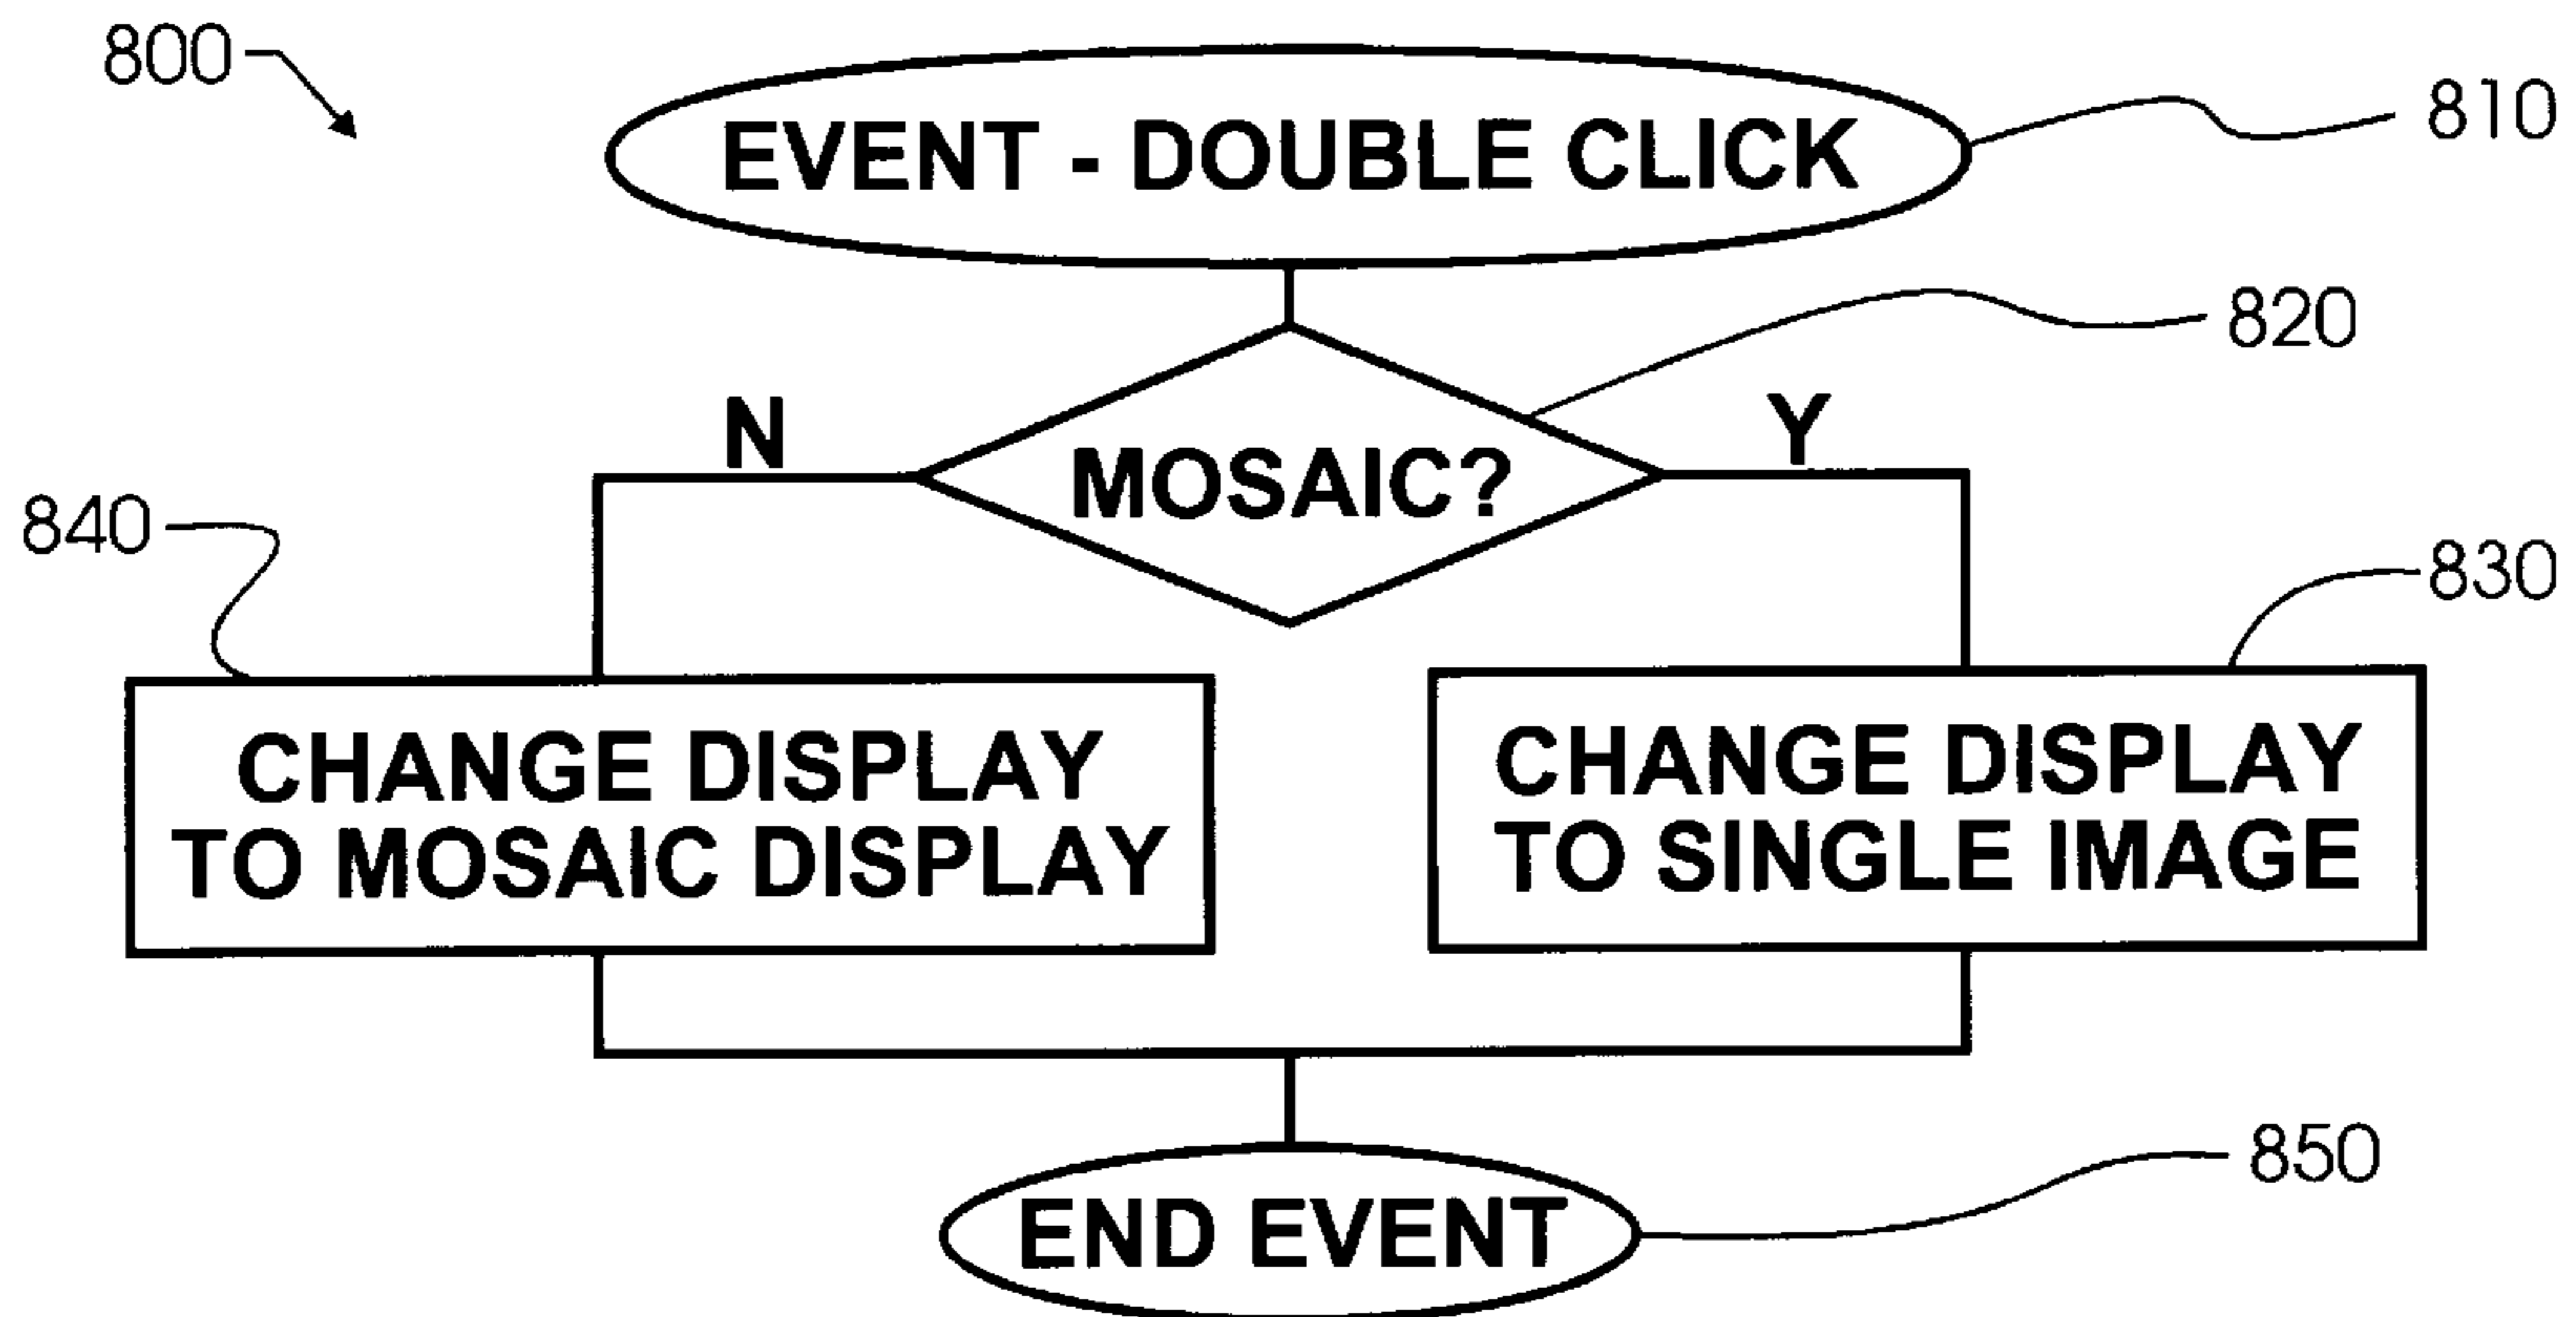 800
EVENT - DOUBLE CLICK
810
820
N
MOSAIC?
Y
840
830
CHANGE DISPLAY
TO MOSAIC DISPLAY
CHANGE DISPLAY
TO SINGLE IMAGE
850
END EVENT